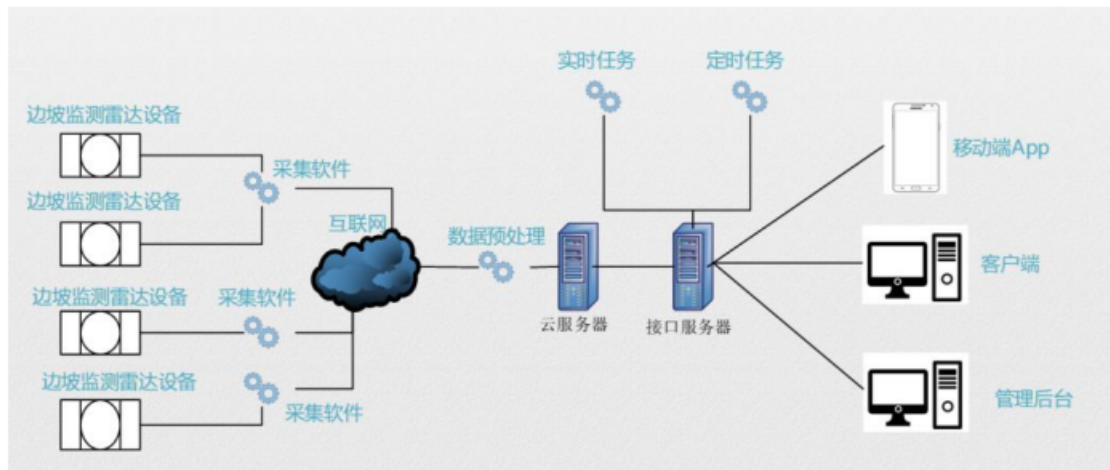 实时任务
定时任务
边坡监测雷达设备
采集软件
移动端App
边坡监测雷达设备
互联网
数据预处理
客户端
边坡监测雷达设备
采集软件
云服务器
接口服务器
边坡监测雷达设备
采集软件
管理后台